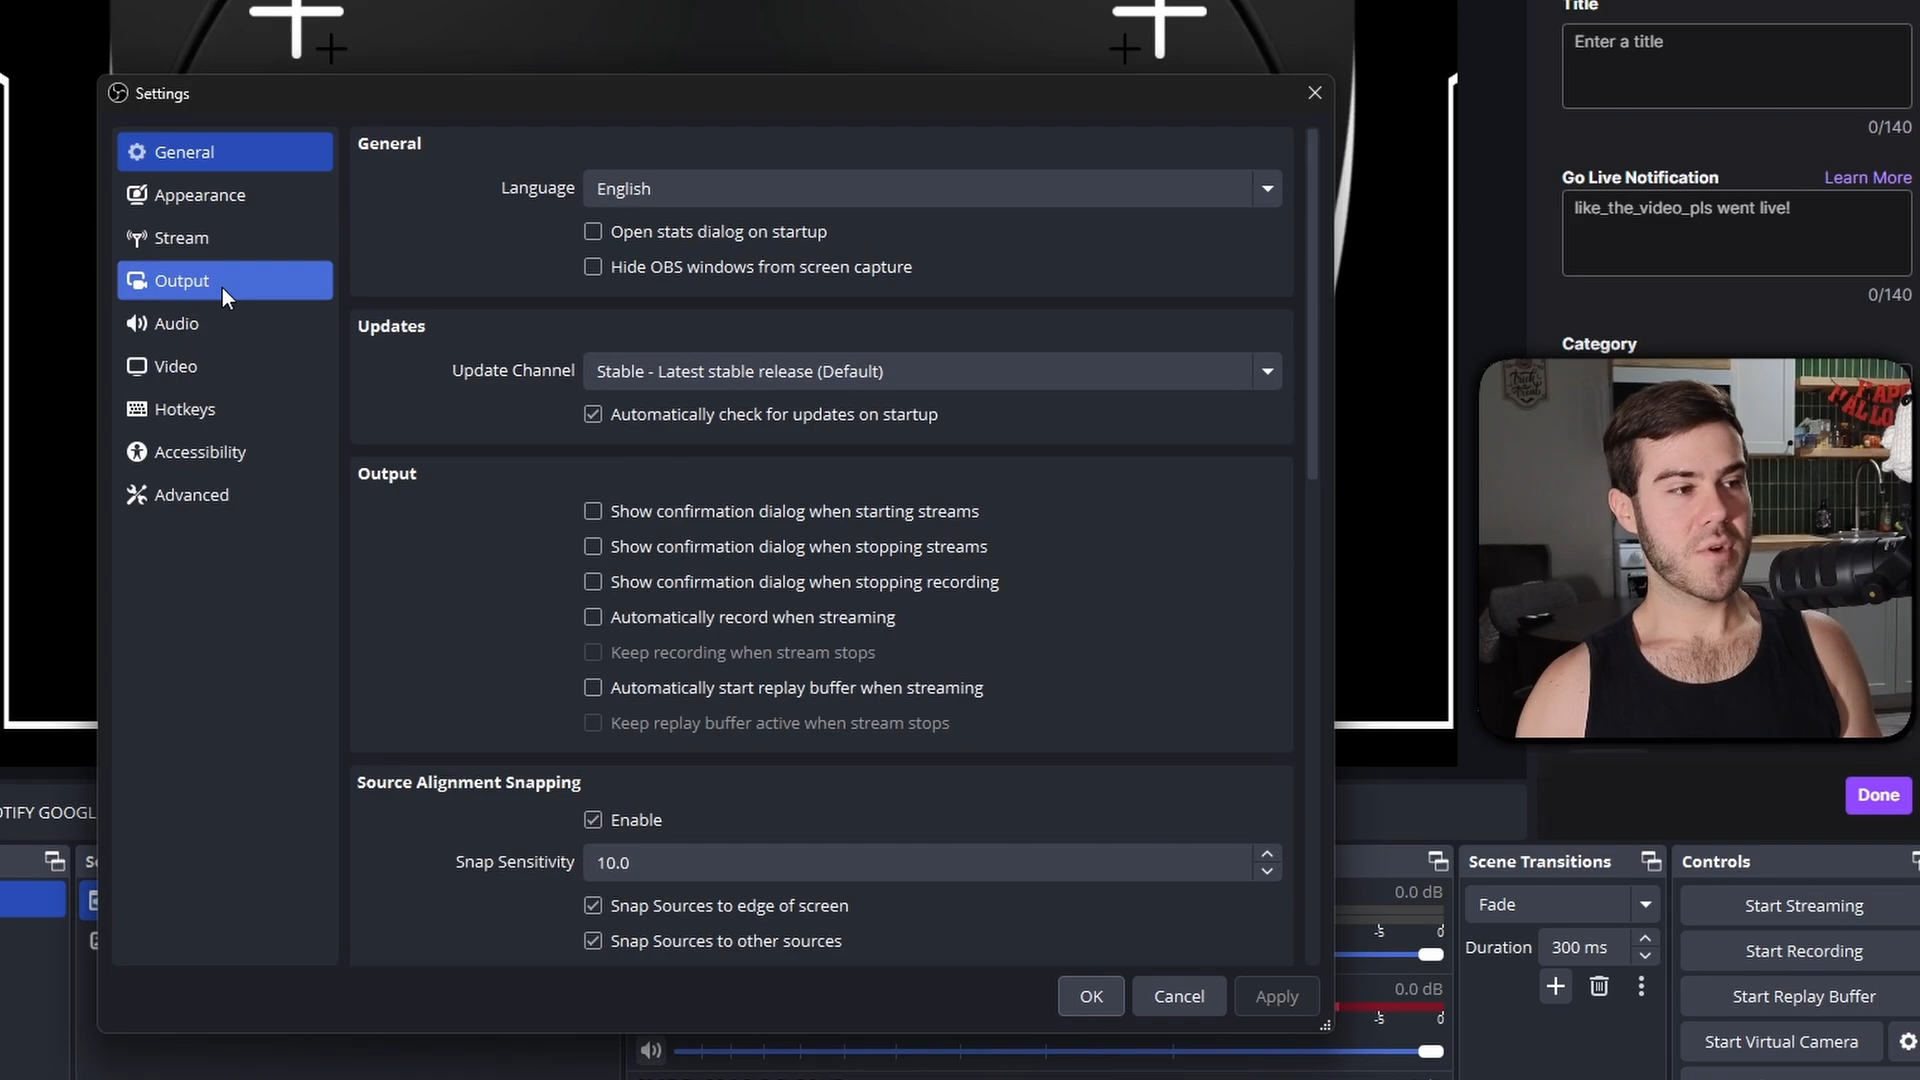 Settings
General
Appearance
Stream
Output
Audio
Video
Hotkeys
Accessibility
Advanced
General
Language English
Open stats dialog on startup
Hide OBS windows from screen capture
Updates
Update Channel Stable - Latest stable release (Default)
Automatically check for updates on startup
Output
Show confirmation dialog when starting streams
Show confirmation dialog when stopping streams
Show confirmation dialog when stopping recording
Automatically record when streaming
Keep recording when stream stops
Automatically start replay buffer when streaming
Keep replay buffer active when stream stops
Source Alignment Snapping
Enable
Snap Sensitivity 10.0
Snap Sources to edge of screen
Snap Sources to other sources
OK Cancel Apply
Title
Enter a title
0/140
Go Live Notification Learn More
like_the_video_pls went live!
0/140
Category
Done
0.0 dB
-5 0
0.0 dB
-5 0
Scene Transitions
Fade
Duration 300 ms
Controls
Start Streaming
Start Recording
Start Replay Buffer
Start Virtual Camera